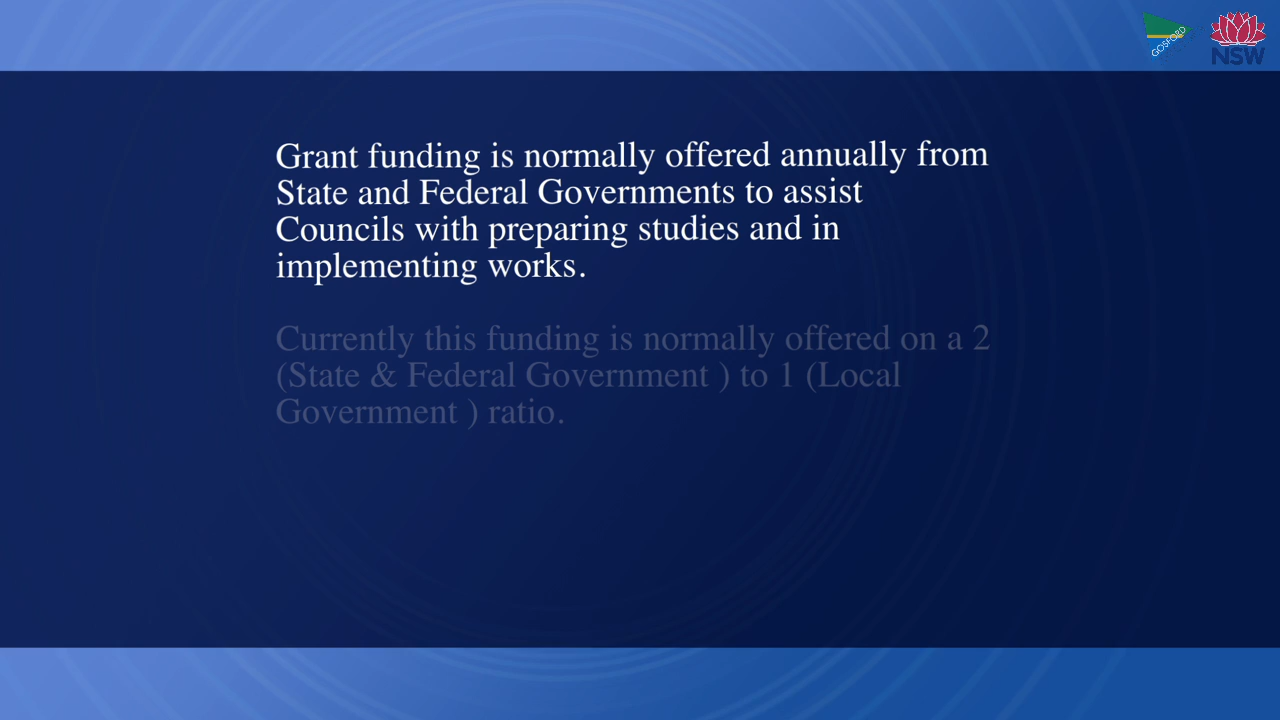 GOSFORD
NSW
Grant funding is normally offered annually from
State and Federal Governments to assist
Councils with preparing studies and in
implementing works.
Currently this funding is normally offered on a 2
(State & Federal Government ) to 1 (Local
Government ) ratio.